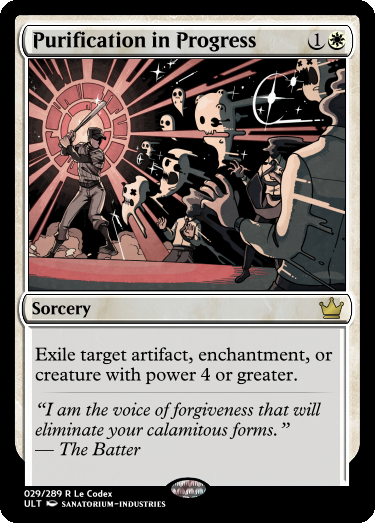 Purification in Progress 1
Sorcery
Exile target artifact, enchantment, or
creature with power 4 or greater.
“I am the voice of forgiveness that will
eliminate your calamitous forms.”
— The Batter
029/289 R Le Codex
ULT SANATORIUM-INDUSTRIES